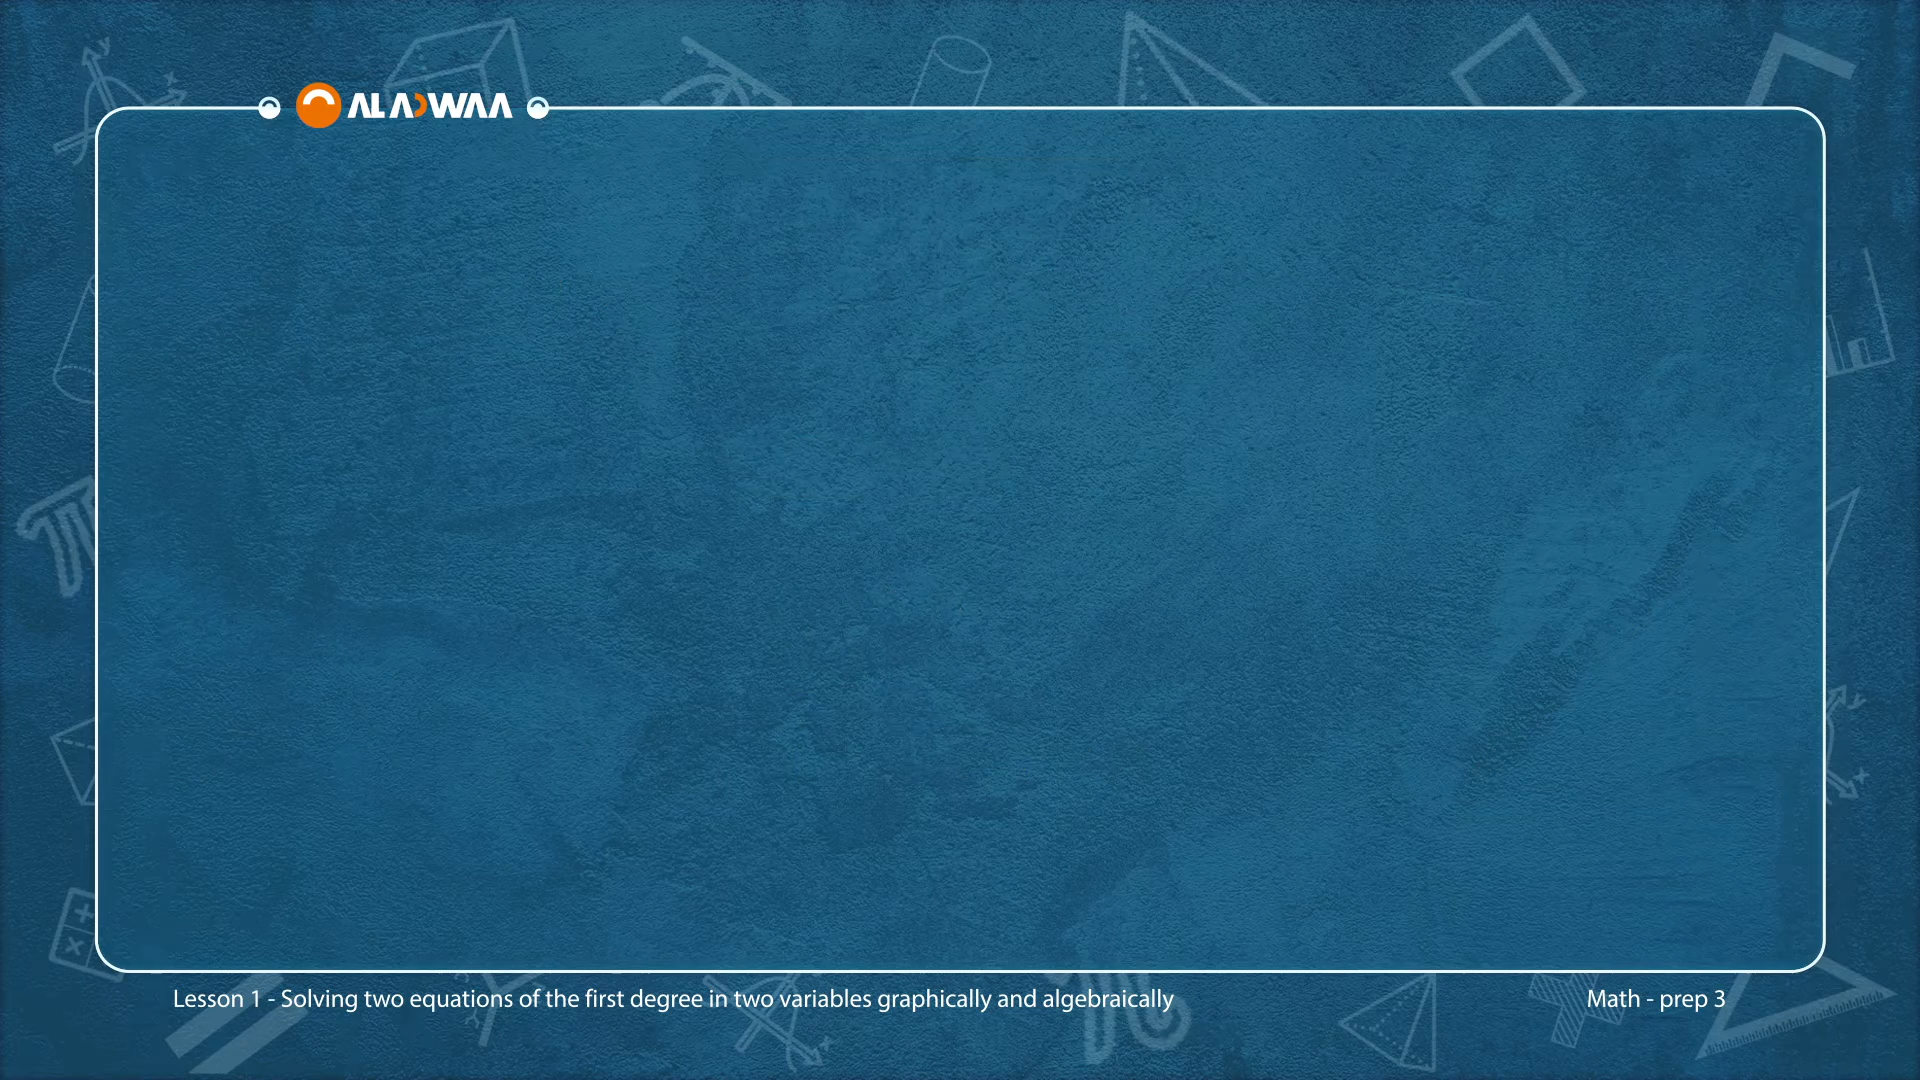 ALADWAA
Lesson 1 - Solving two equations of the first degree in two variables graphically and algebraically
Math - prep 3